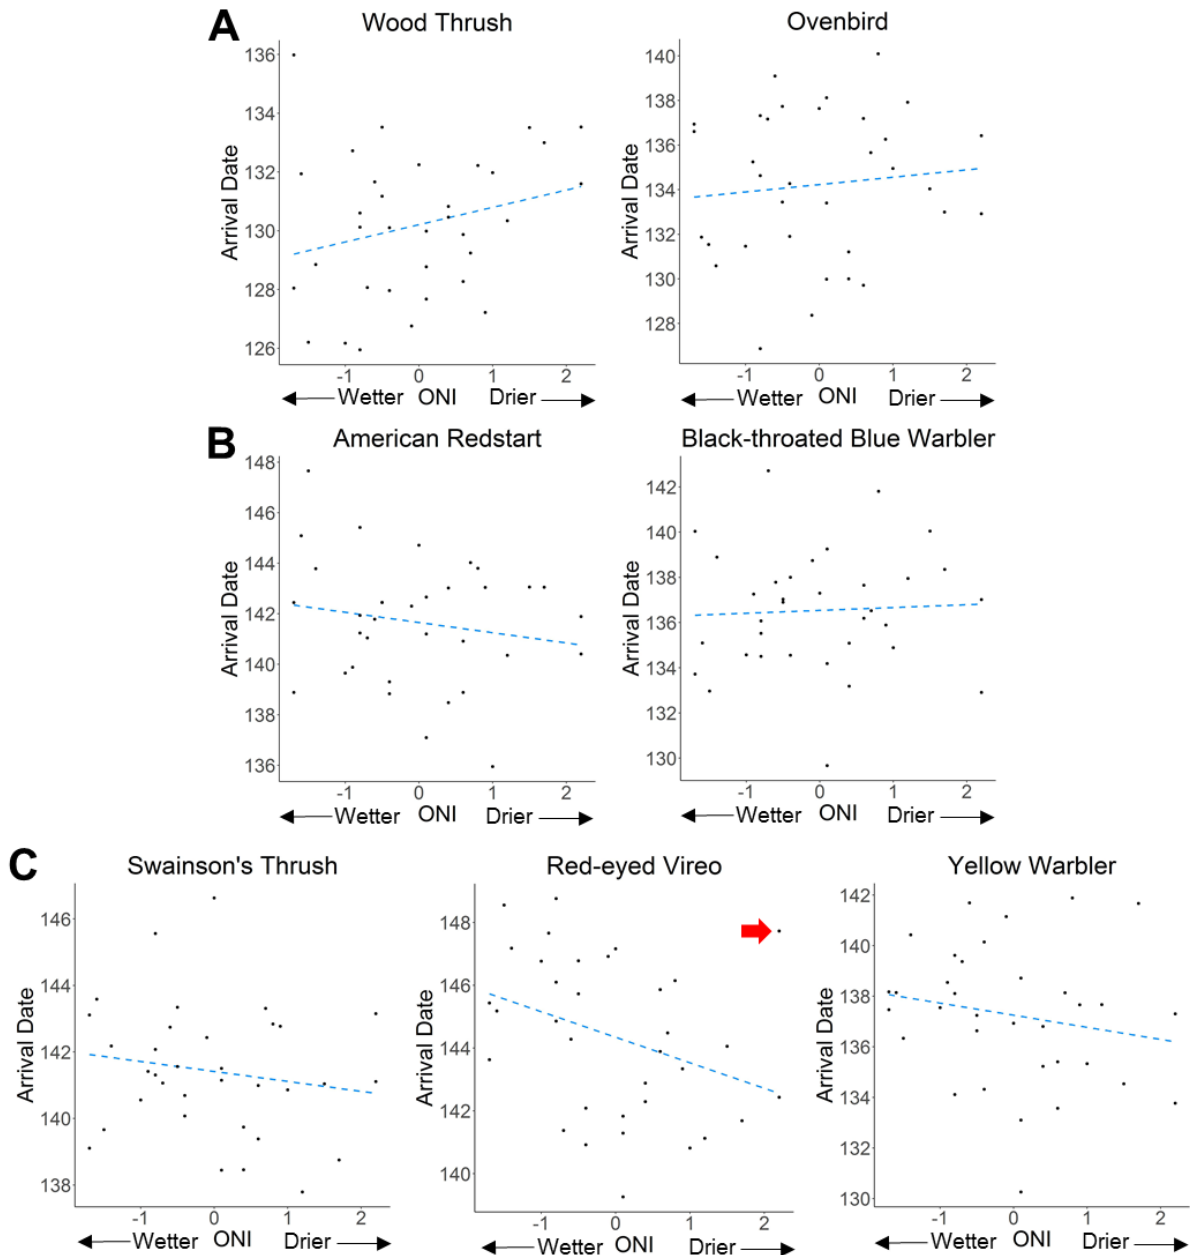 A
Wood Thrush
Ovenbird
Arrival Date
136
134
132
130
128
126
-1 0 1 2
Wetter ONI Drier
Arrival Date
140
138
136
134
132
130
128
-1 0 1 2
Wetter ONI Drier
B
American Redstart
Black-throated Blue Warbler
Arrival Date
148
146
144
142
140
138
136
-1 0 1 2
Wetter ONI Drier
Arrival Date
142
140
138
136
134
132
130
-1 0 1 2
Wetter ONI Drier
C
Swainson's Thrush
Red-eyed Vireo
Yellow Warbler
Arrival Date
146
144
142
140
138
-1 0 1 2
Wetter ONI Drier
Arrival Date
148
146
144
142
140
-1 0 1 2
Wetter ONI Drier
Arrival Date
142
140
138
136
134
132
130
-1 0 1 2
Wetter ONI Drier